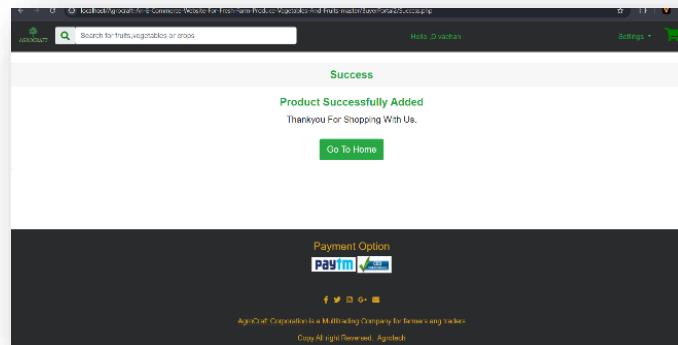 localhost/Agrocraft-An-E-Commerce-Website-For-Fresh-Farm-Produce-Vegetables-And-Fruits-master/BuyerPortal2/Success.php
AGROCRAFT
Search for fruits,vegetables or crops
Hello ,D vachan
Settings
Success
Product Successfully Added
Thankyou For Shopping With Us.
Go To Home
Payment Option
Paytm
AgroCraft Corporation is a Multitrading Company for farmers ang traders
Copy All right Reversed. Agrotech